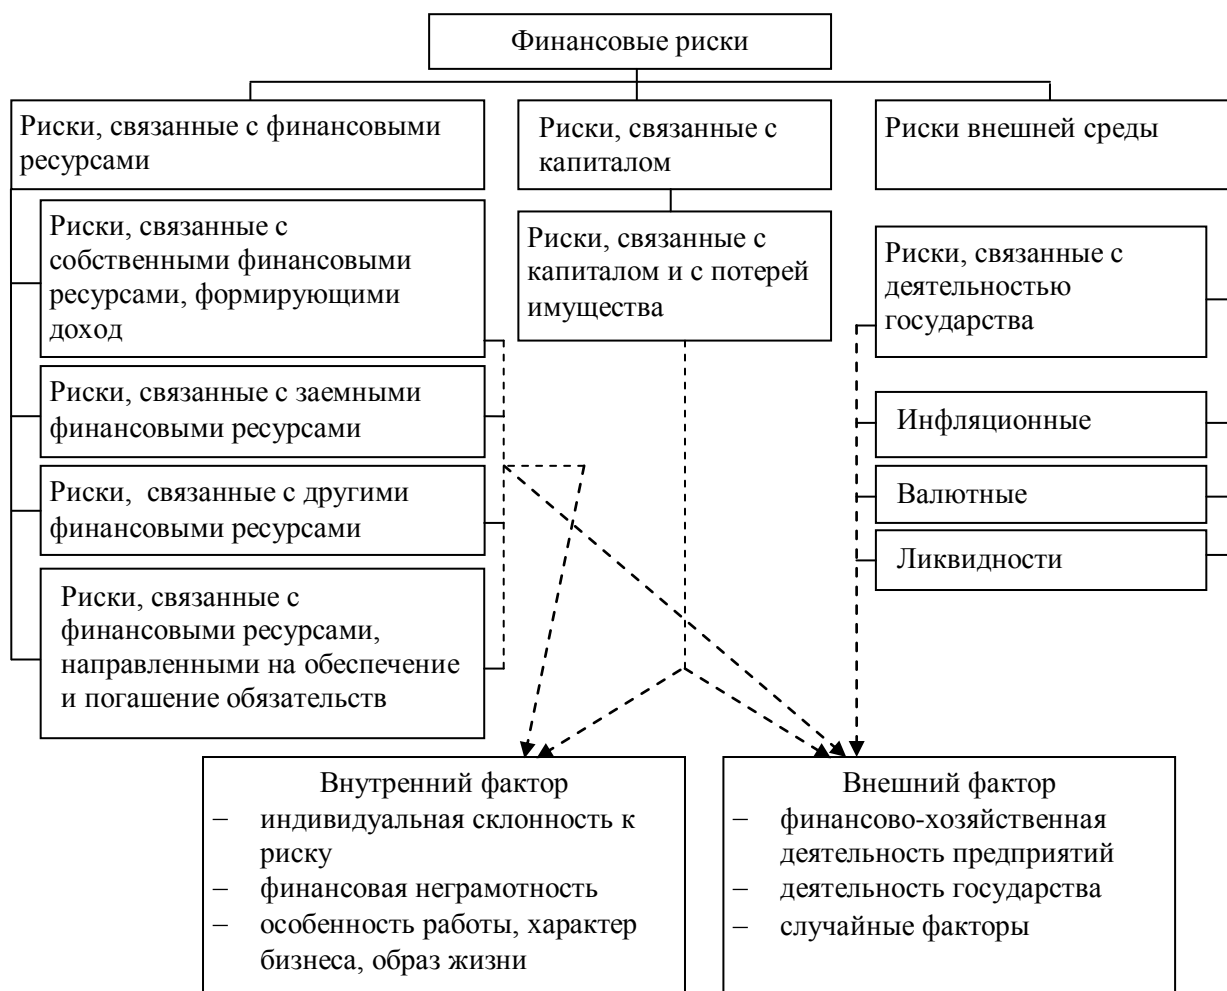 Финансовые риски
Риски, связанные с финансовыми
ресурсами
Риски, связанные с
собственными финансовыми
ресурсами, формирующими
доход
Риски, связанные с заемными
финансовыми ресурсами
Риски, связанные с другими
финансовыми ресурсами
Риски, связанные с
финансовыми ресурсами,
направленными на обеспечение
и погашение обязательств
Риски, связанные с
капиталом
Риски, связанные с
капиталом и с потерей
имущества
Риски внешней среды
Риски, связанные с
деятельностью
государства
Инфляционные
Валютные
Ликвидности
Внутренний фактор
– индивидуальная склонность к
риску
– финансовая неграмотность
– особенность работы, характер
бизнеса, образ жизни
Внешний фактор
– финансово-хозяйственная
деятельность предприятий
– деятельность государства
– случайные факторы